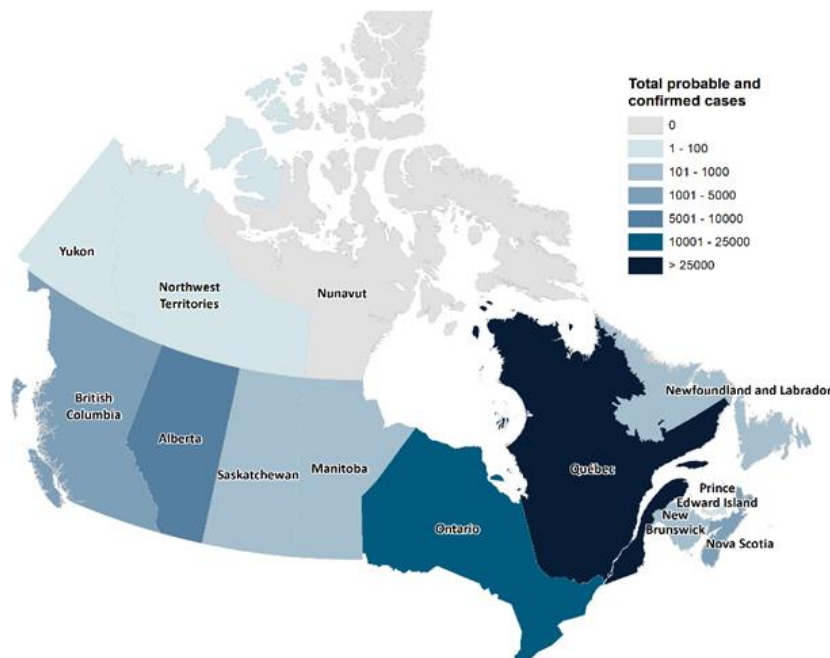 Total probable and
confirmed cases
0
1 - 100
101 - 1000
1001 - 5000
5001 - 10000
10001 - 25000
> 25000
Yukon
Northwest
Territories
Nunavut
British
Columbia
Alberta
Saskatchewan
Manitoba
Ontario
Québec
Newfoundland and Labrador
Prince
Edward Island
New
Brunswick
Nova Scotia